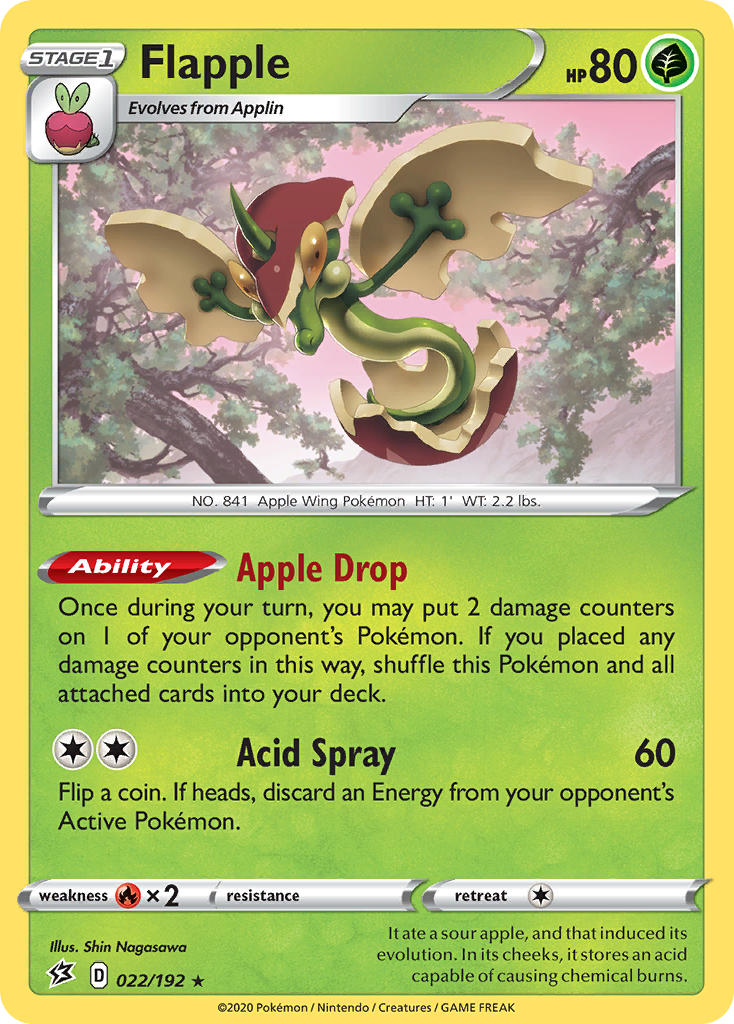 STAGE1
Flapple
HP 80
Evolves from Applin
NO. 841 Apple Wing Pokémon HT: 1' WT: 2.2 lbs.
Ability Apple Drop
Once during your turn, you may put 2 damage counters
on 1 of your opponent's Pokémon. If you placed any
damage counters in this way, shuffle this Pokémon and all
attached cards into your deck.
Acid Spray 60
Flip a coin. If heads, discard an Energy from your opponent's
Active Pokémon.
weakness ×2 resistance retreat
Illus. Shin Nagasawa
D 022/192 ★
It ate a sour apple, and that induced its
evolution. In its cheeks, it stores an acid
capable of causing chemical burns.
©2020 Pokémon / Nintendo / Creatures / GAME FREAK